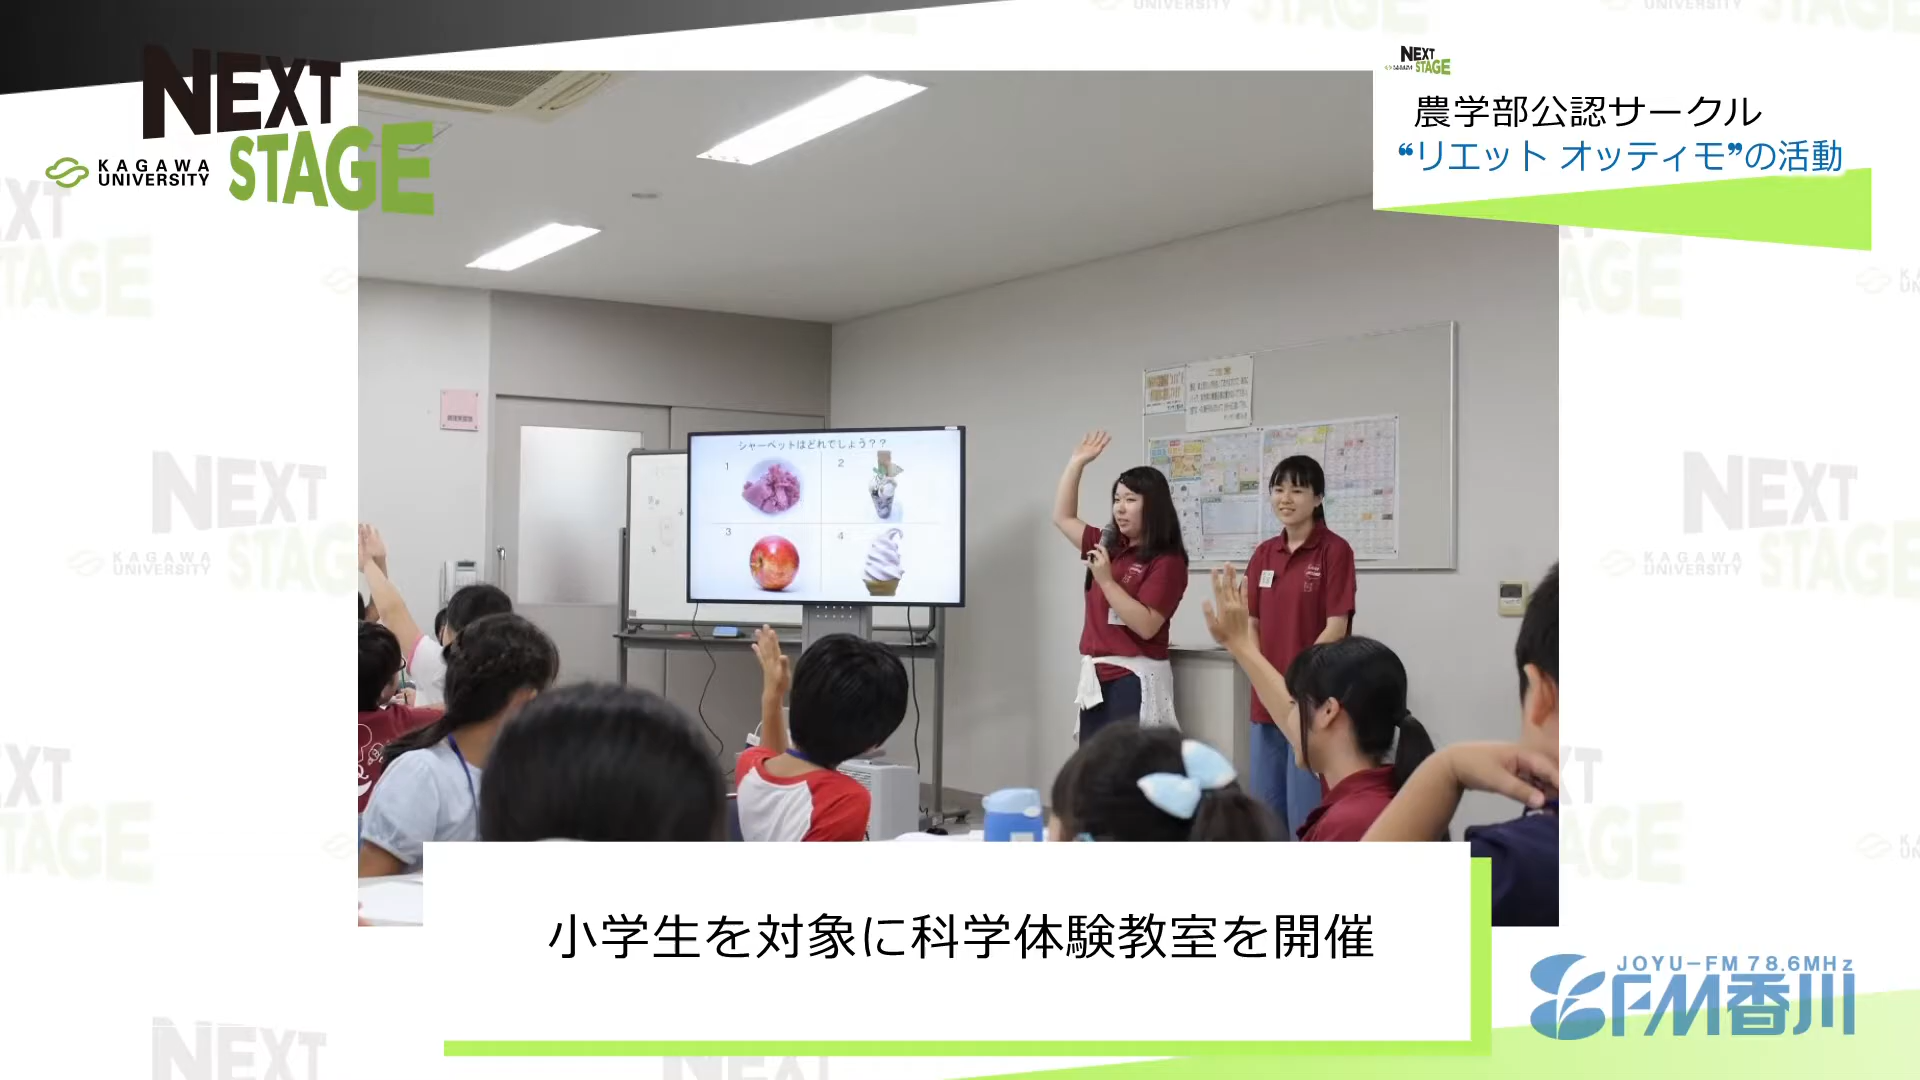 NEXT
STAGE
KAGAWA
UNIVERSITY
NEXT
STAGE
農学部公認サークル
“リエット オッティモ”の活動
シャーベットはどれでしょう？？
1
2
3
4
小学生を対象に科学体験教室を開催
JOYU-FM 78.6MHz
FM香川